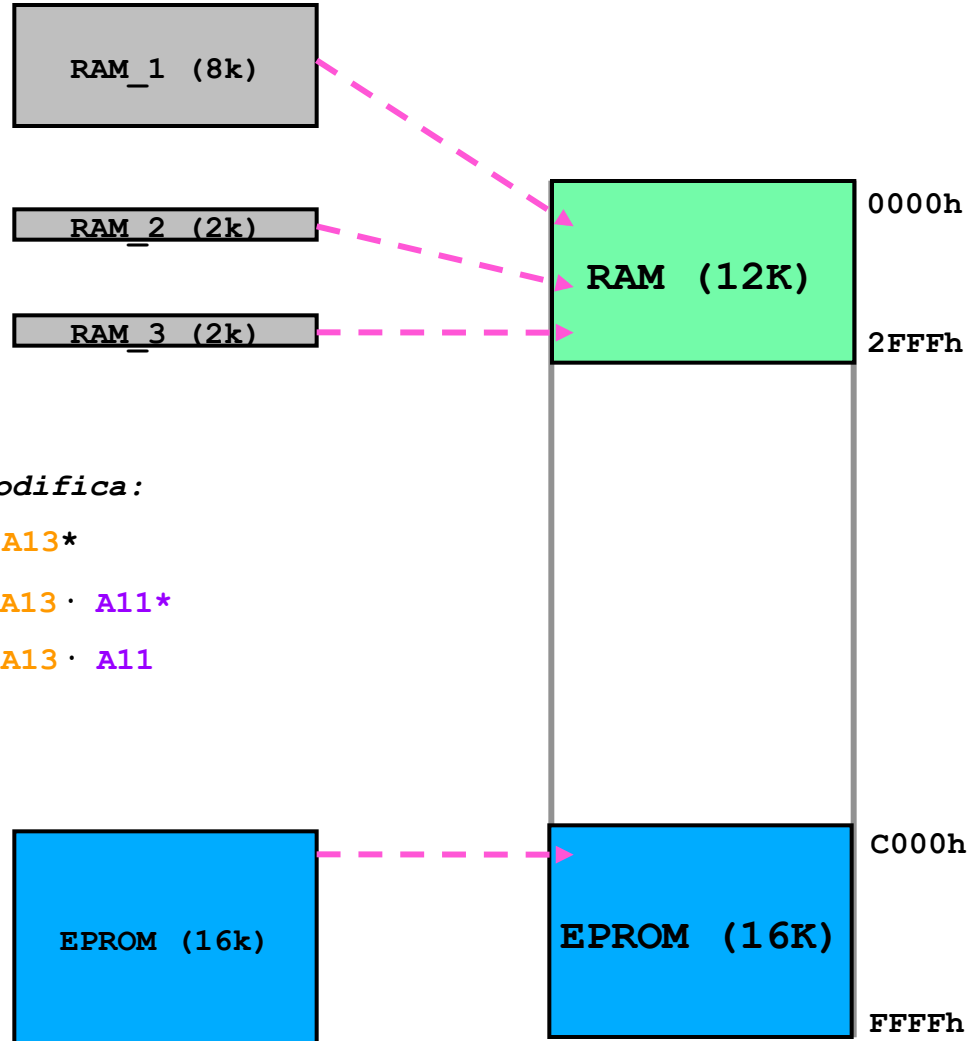 RAM_1 (8k)
0000h
RAM_2 (2k)
RAM (12K)
RAM_3 (2k)
2FFFh
odifica:
A13*
A13 · A11*
A13 · A11
C000h
EPROM (16k)
EPROM (16K)
FFFFh